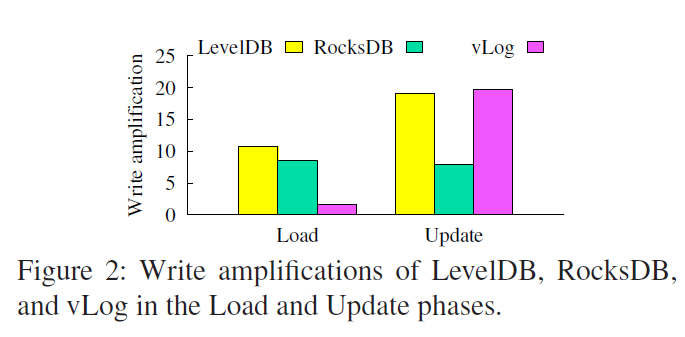 LevelDB RocksDB vLog
Write amplification
25
20
15
10
5
0
Load Update
Figure 2: Write amplifications of LevelDB, RocksDB,
and vLog in the Load and Update phases.